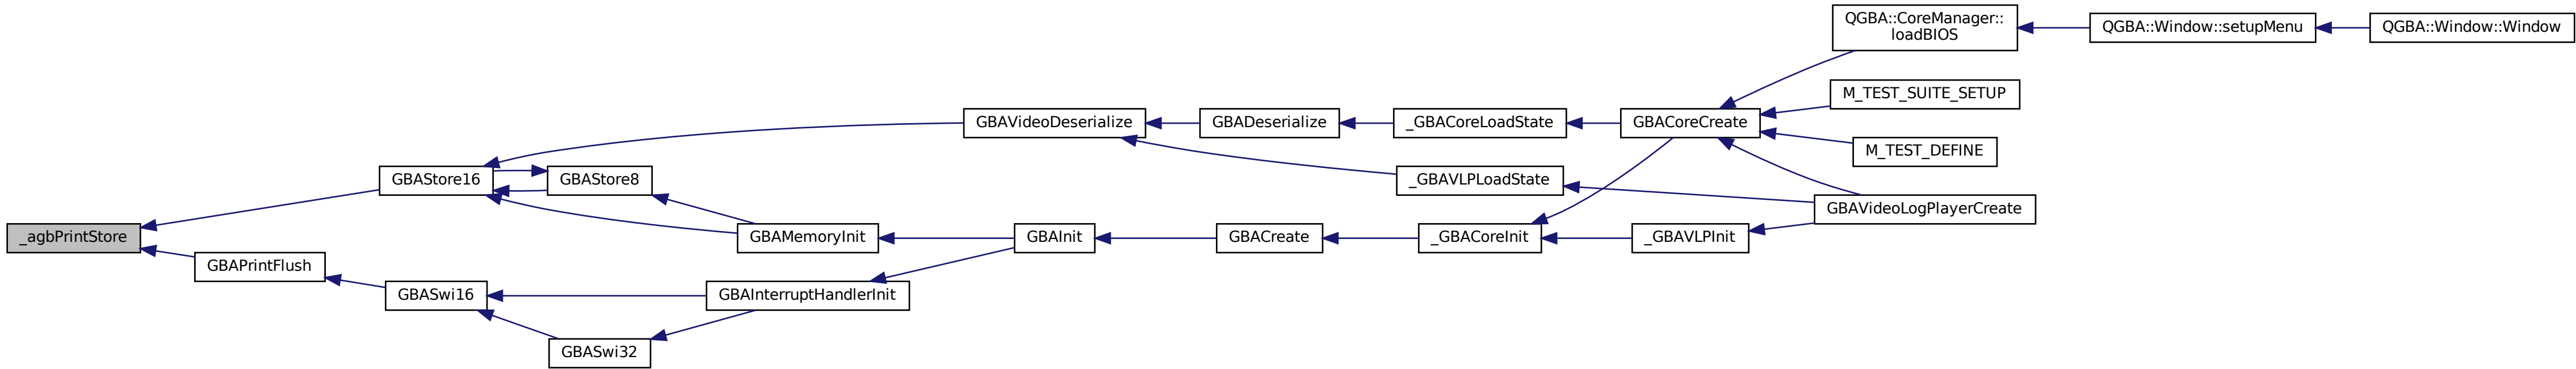 _agbPrintStore
GBAStore16
GBAPrintFlush
GBAStore8
GBASwi16
GBASwi32
GBAMemoryInit
GBAInterruptHandlerInit
GBAVideoDeserialize
GBAInit
GBADeserialize
GBACreate
_GBACoreLoadState
_GBAVLPLoadState
_GBACoreInit
GBACoreCreate
_GBAVLPInit
QGBA::CoreManager::
loadBIOS
M_TEST_SUITE_SETUP
M_TEST_DEFINE
GBAVideoLogPlayerCreate
QGBA::Window::setupMenu
QGBA::Window::Window